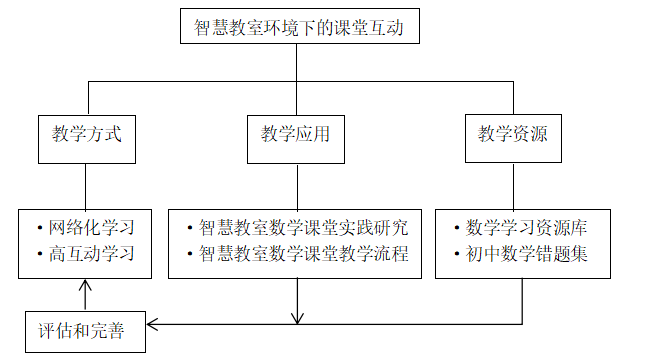 智慧教室环境下的课堂互动
教学方式
教学应用
教学资源
·网络化学习
·高互动学习
·智慧教室数学课堂实践研究
·智慧教室数学课堂教学流程
·数学学习资源库
·初中数学错题集
评估和完善